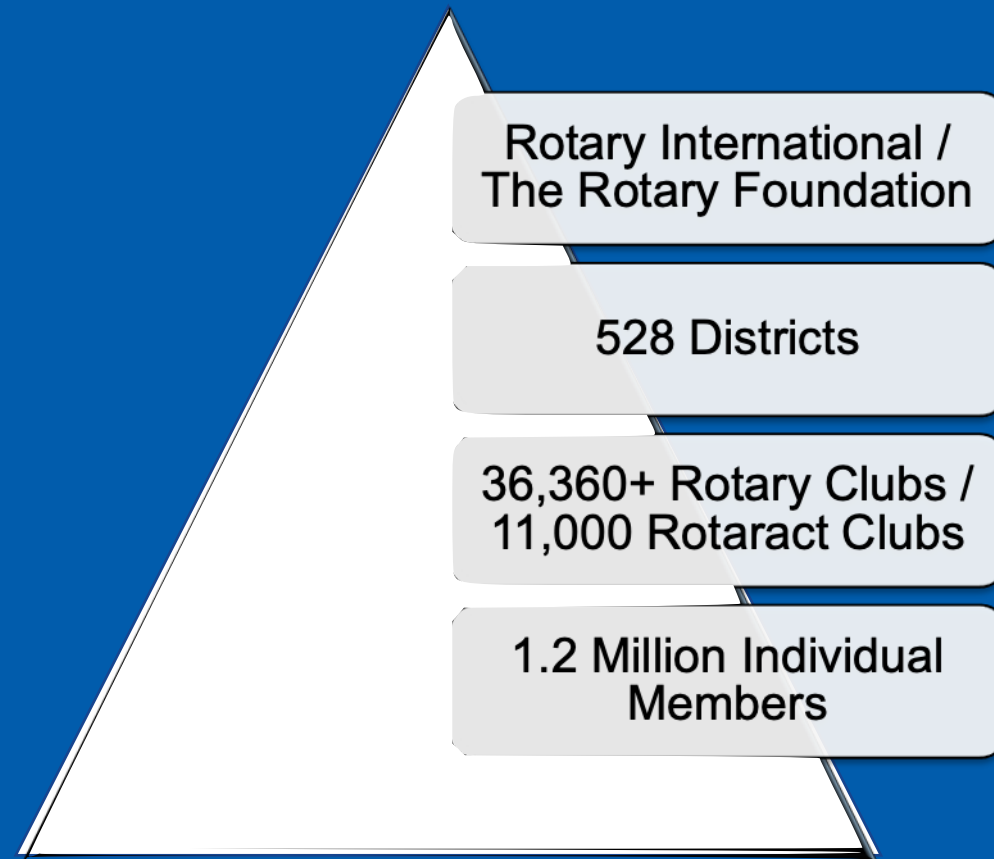 Rotary International /
The Rotary Foundation
528 Districts
36,360+ Rotary Clubs /
11,000 Rotaract Clubs
1.2 Million Individual
Members